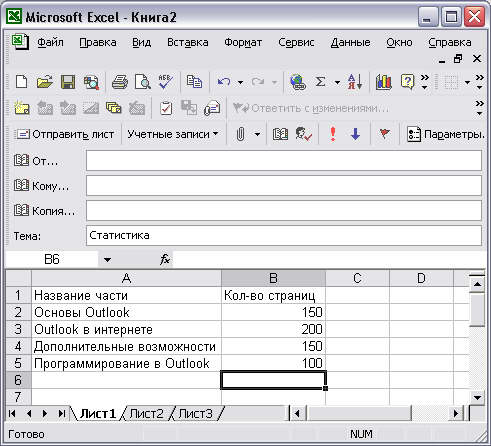 Microsoft Excel - Книга2
Файл Правка Вид Вставка Формат Сервис Данные Окно Справка
Ответить с изменениями...
Отправить лист Учетные записи Параметры.
От...
Кому...
Копия...
Тема: Статистика
B6 fx
A B C D
1 Название части Кол-во страниц
2 Основы Outlook 150
3 Outlook в интернете 200
4 Дополнительные возможности 150
5 Программирование в Outlook 100
6
7
Лист1 Лист2 Лист3
Готово NUM